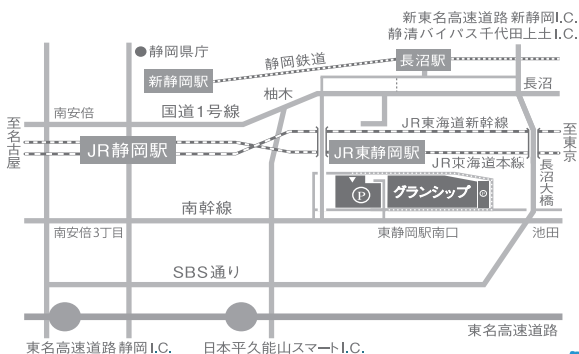 新東名高速道路 新静岡I.C.
静清バイパス千代田上土I.C.
静岡県庁
静岡鉄道
長沼駅
新静岡駅
柚木
長沼
南安倍
国道1号線
至名古屋
JR東海道新幹線
至東京
JR静岡駅
JR東静岡駅
JR東海道本線
長沼大橋
P
グランシップ
南幹線
南安倍3丁目
東静岡駅南口
池田
SBS通り
東名高速道路
東名高速道路 静岡I.C.
日本平久能山スマートI.C.